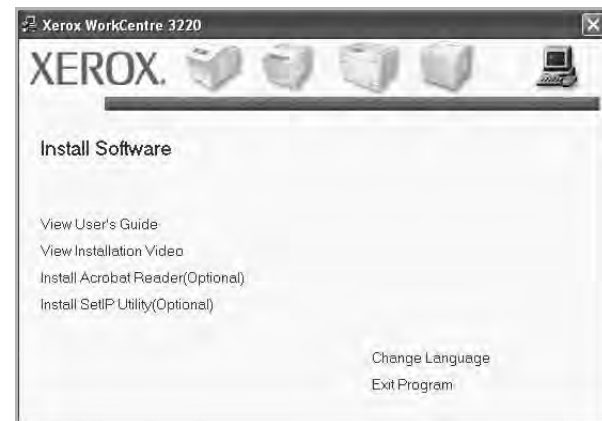 Xerox WorkCentre 3220
XEROX.
Install Software
View User's Guide
View Installation Video
Install Acrobat Reader(Optional)
Install SetIP Utility(Optional)
Change Language
Exit Program